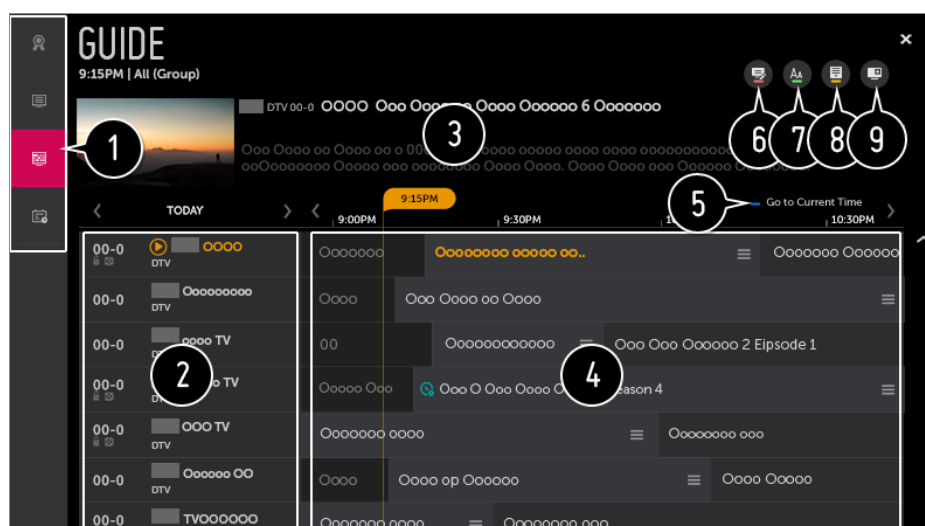 GUIDE
9:15PM | All (Group)
6 7 8 9
DTV 00-0 OOOO Ooo
Oooo Oooooo 6 Ooooooo
1
3
5
Go to Current Time
9:15PM
TODAY
9:00PM 9:30PM 10:30PM
00-0 OOOO Ooooooo Oooooooo ooooo oo.. Ooooooo Oooooo
DTV
00-0 Ooooooooo Oooo Ooo Oooo oo Oooo
DTV
00-0 oooo TV 00 Oooooooooooo Ooo Ooo Ooooo 2 Eipsode 1
2
4
00-0 TV Ooooo Ooo Ooo O Ooo Oooo 4
00-0 OOO TV Ooooooo oooo Oooooooo ooo
DTV
00-0 Oooooo OO Oooo Oooo op Oooooo Oooo Ooooo
DTV
00-0 TVOOOOOO Ooooooo oooo Oooooooo ooo